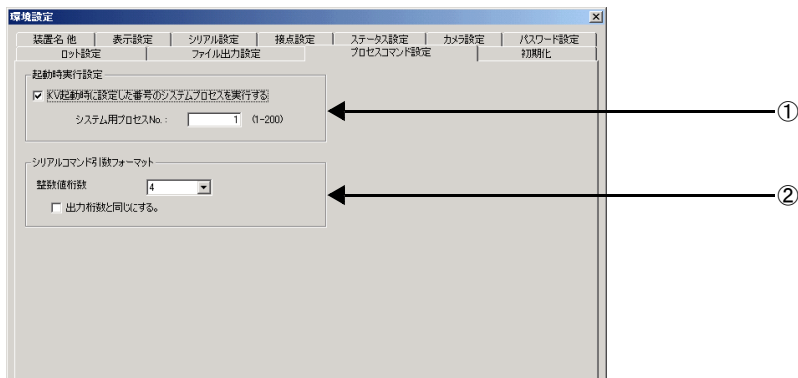 環境設定
装置名 他 表示設定 シリアル設定 接点設定 ステータス設定 カメラ設定 パスワード設定
ロット設定 ファイル出力設定 プロセスコマンド設定 初期化
起動時実行設定
KV起動時に設定した番号のシステムプロセスを実行する
システム用プロセスNo.: 1 (1-200)
①
シリアルコマンド引数フォーマット
整数値桁数 4
②
出力桁数と同じにする。